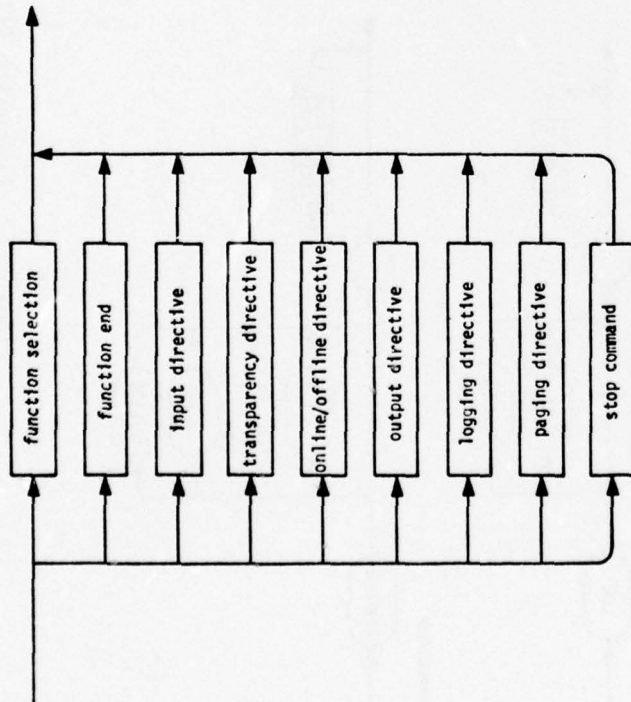 function selection
function end
input directive
transparency directive
online/offline directive
output directive
logging directive
paging directive
stop command